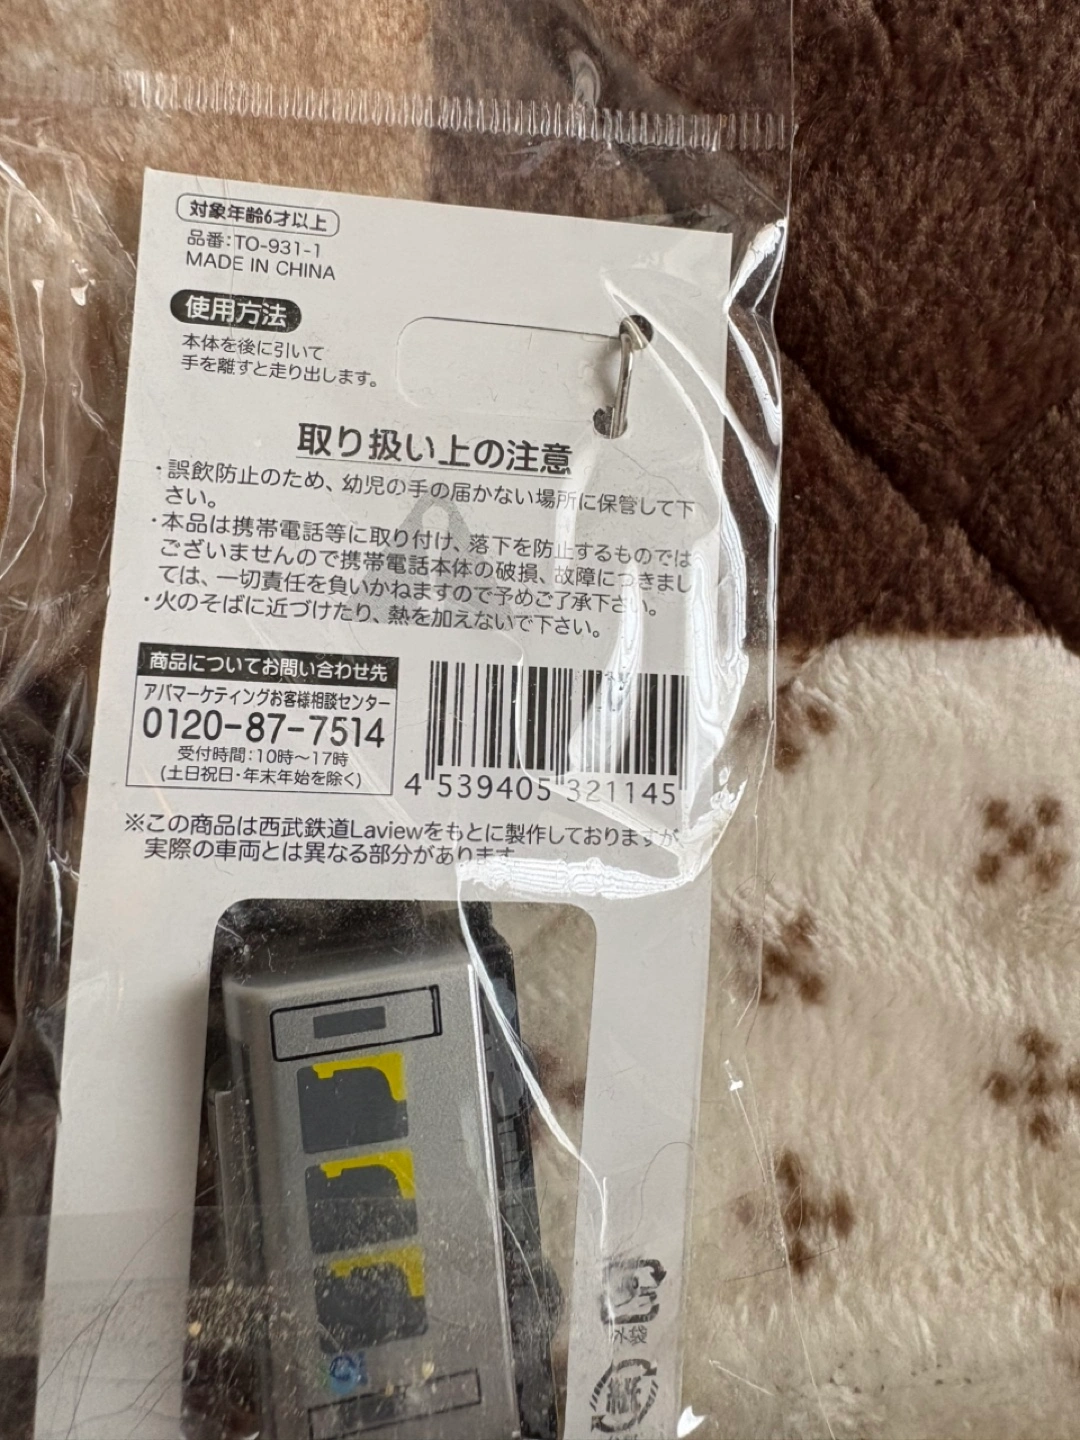 対象年齢6才以上
品番:TO-931-1
MADE IN CHINA
使用方法
本体を後に引いて
手を離すと走り出します。
取り扱い上の注意
・誤飲防止のため、幼児の手の届かない場所に保管して下
さい。
・本品は携帯電話等に取り付け、落下を防止するものでは
ございませんので携帯電話本体の破損、故障につきまし
ては、一切責任を負いかねますので予めご了承下さい。
・火のそばに近づけたり、熱を加えないで下さい。
商品についてお問い合わせ先
アバマーケティングお客様相談センター
0120-87-7514
受付時間:10時〜17時
(土日祝日・年末年始を除く)
4 539405 321145
※この商品は西武鉄道Laviewをもとに製作しておりますが
実際の車両とは異なる部分があります
プラ
外袋
紙